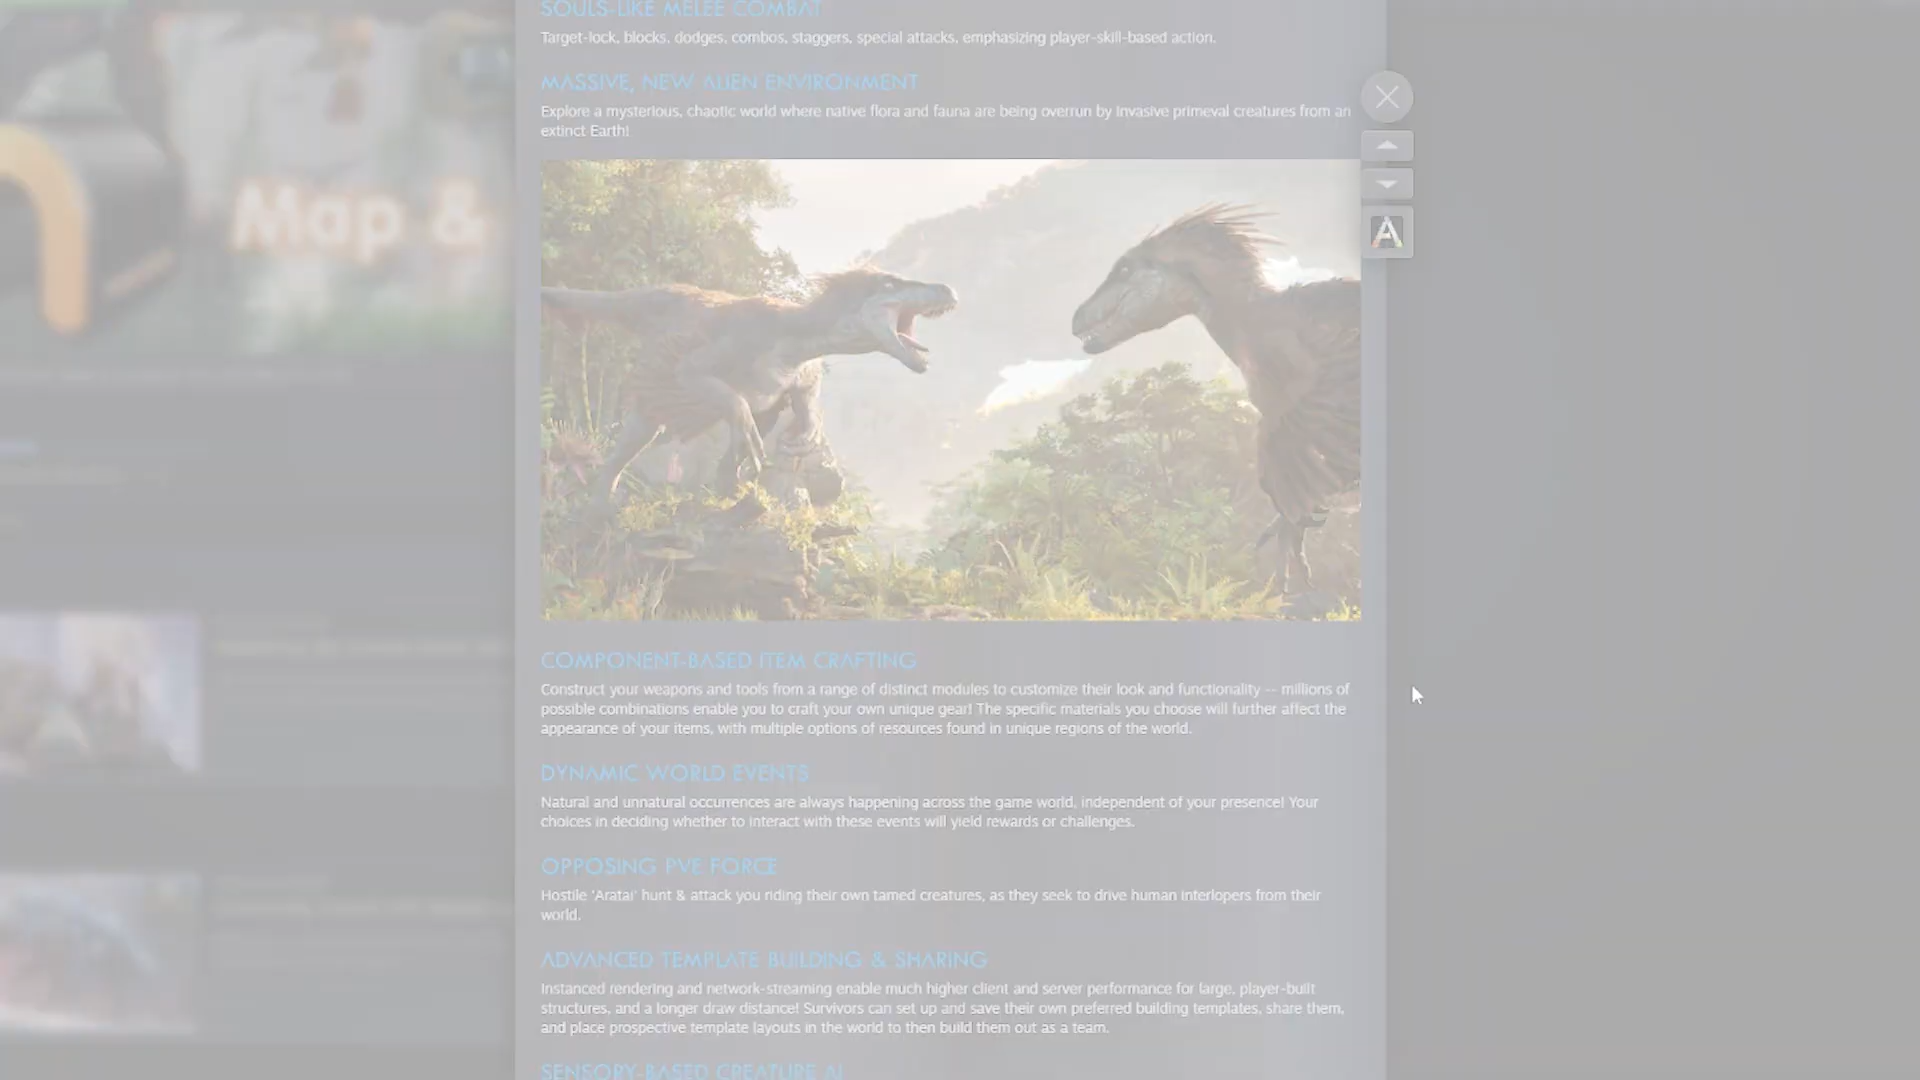 SOULS-LIKE MELEE COMBAT
Target-lock, blocks, dodges, combos, staggers, special attacks, emphasizing player-skill-based action.
MASSIVE, NEW ALIEN ENVIRONMENT
Explore a mysterious, chaotic world where native flora and fauna are being overrun by invasive primeval creatures from an
extinct Earth!
Map &
COMPONENT-BASED ITEM CRAFTING
Construct your weapons and tools from a range of distinct modules to customize their look and functionality -- millions of
possible combinations enable you to craft your own unique gear! The specific materials you choose will further affect the
appearance of your items, with multiple options of resources found in unique regions of the world.
DYNAMIC WORLD EVENTS
Natural and unnatural occurrences are always happening across the game world, independent of your presence! Your
choices in deciding whether to interact with these events will yield rewards or challenges.
OPPOSING PVE FORCE
Hostile 'Aratai' hunt & attack you riding their own tamed creatures, as they seek to drive human interlopers from their
world.
ADVANCED TEMPLATE BUILDING & SHARING
Instanced rendering and network-streaming enable much higher client and server performance for large, player-built
structures, and a longer draw distance! Survivors can set up and save their own preferred building templates, share them,
and place prospective template layouts in the world to then build them out as a team.
SENSORY-BASED CREATURE AI